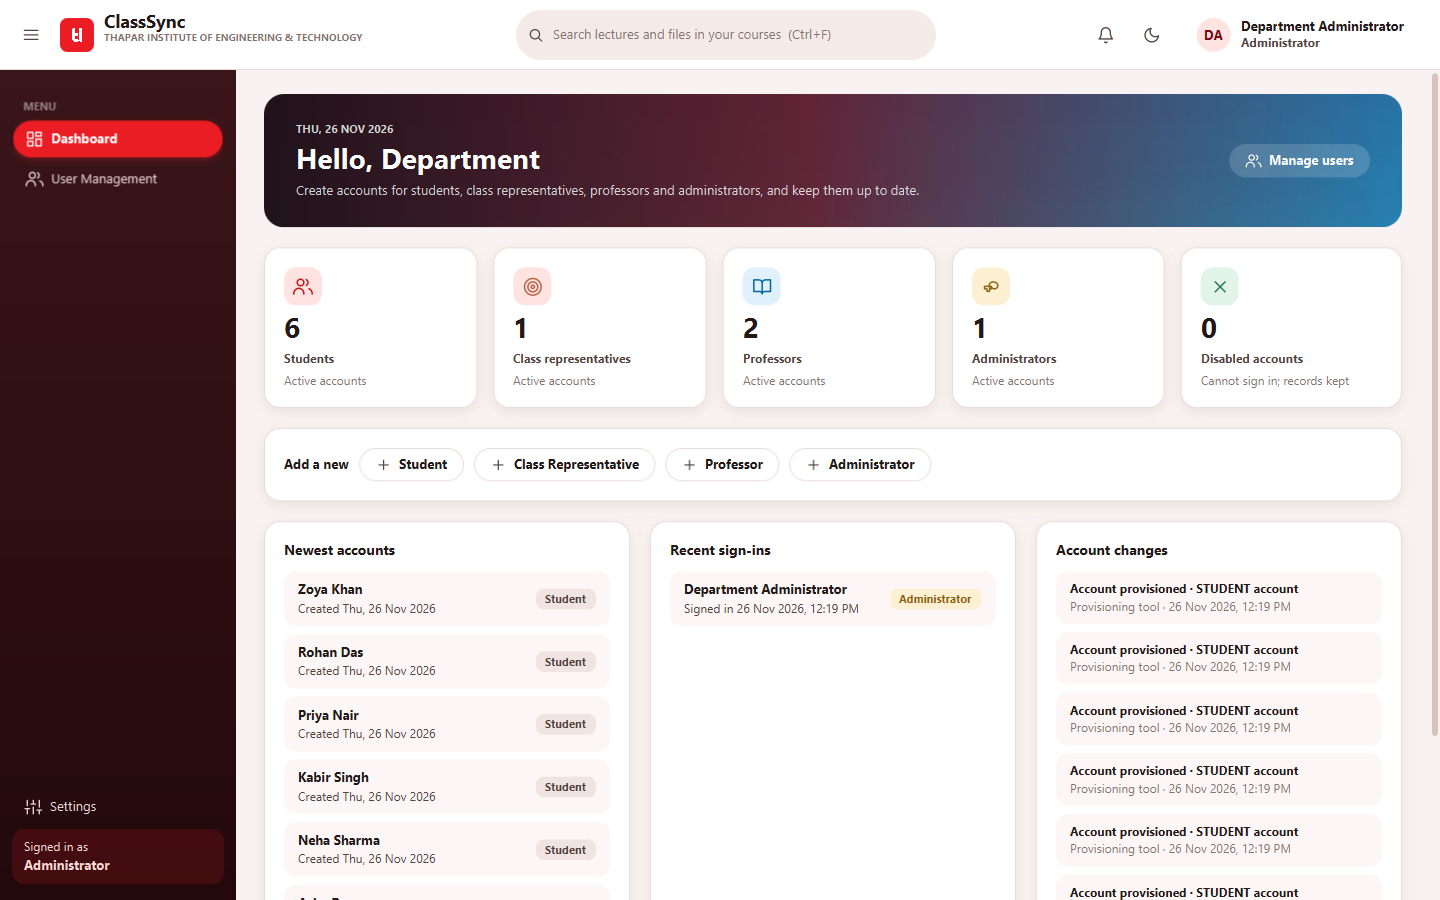 ClassSync
THAPAR INSTITUTE OF ENGINEERING & TECHNOLOGY
Search lectures and files in your courses (Ctrl+F)
DA
Department Administrator
Administrator
MENU
Dashboard
User Management
Settings
Signed in as
Administrator
THU, 26 NOV 2026
Hello, Department
Create accounts for students, class representatives, professors and administrators, and keep them up to date.
Manage users
6
Students
Active accounts
1
Class representatives
Active accounts
2
Professors
Active accounts
1
Administrators
Active accounts
0
Disabled accounts
Cannot sign in; records kept
Add a new
Student
Class Representative
Professor
Administrator
Newest accounts
Zoya Khan
Created Thu, 26 Nov 2026
Student
Rohan Das
Created Thu, 26 Nov 2026
Student
Priya Nair
Created Thu, 26 Nov 2026
Student
Kabir Singh
Created Thu, 26 Nov 2026
Student
Neha Sharma
Created Thu, 26 Nov 2026
Student
Recent sign-ins
Department Administrator
Signed in 26 Nov 2026, 12:19 PM
Administrator
Account changes
Account provisioned · STUDENT account
Provisioning tool · 26 Nov 2026, 12:19 PM
Account provisioned · STUDENT account
Provisioning tool · 26 Nov 2026, 12:19 PM
Account provisioned · STUDENT account
Provisioning tool · 26 Nov 2026, 12:19 PM
Account provisioned · STUDENT account
Provisioning tool · 26 Nov 2026, 12:19 PM
Account provisioned · STUDENT account
Provisioning tool · 26 Nov 2026, 12:19 PM
Account provisioned · STUDENT account